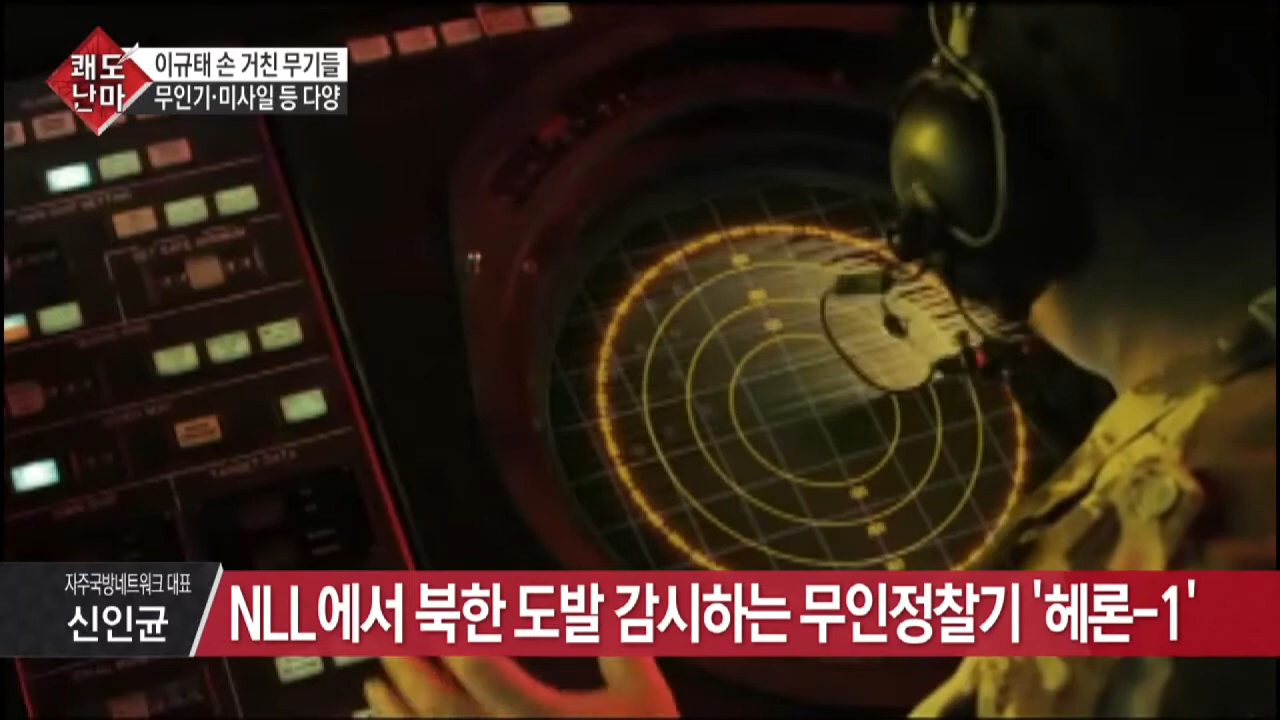 쾌도
난마
이규태 손 거친 무기들
무인기·미사일 등 다양
TARGET DATA
자주국방네트워크 대표
신인균
NLL에서 북한 도발 감시하는 무인정찰기 '헤론-1'